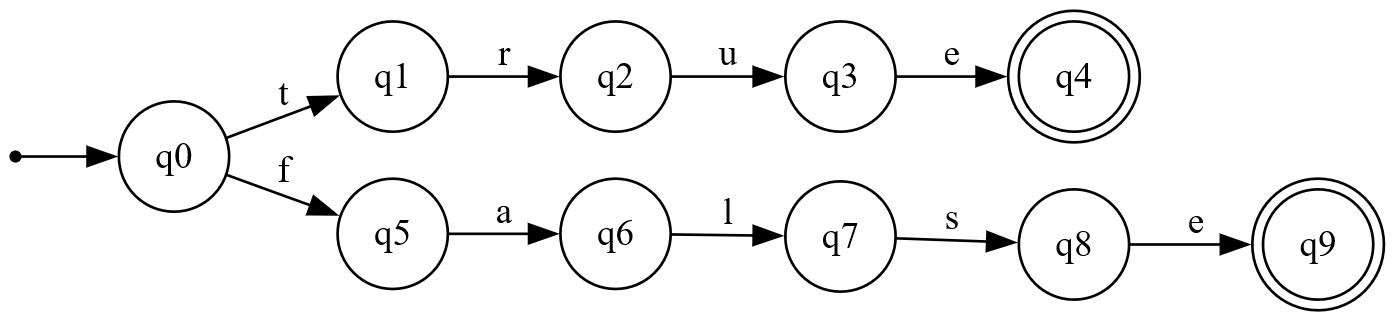 t r u e
q0 q1 q2 q3 q4
f a l s e
q5 q6 q7 q8 q9